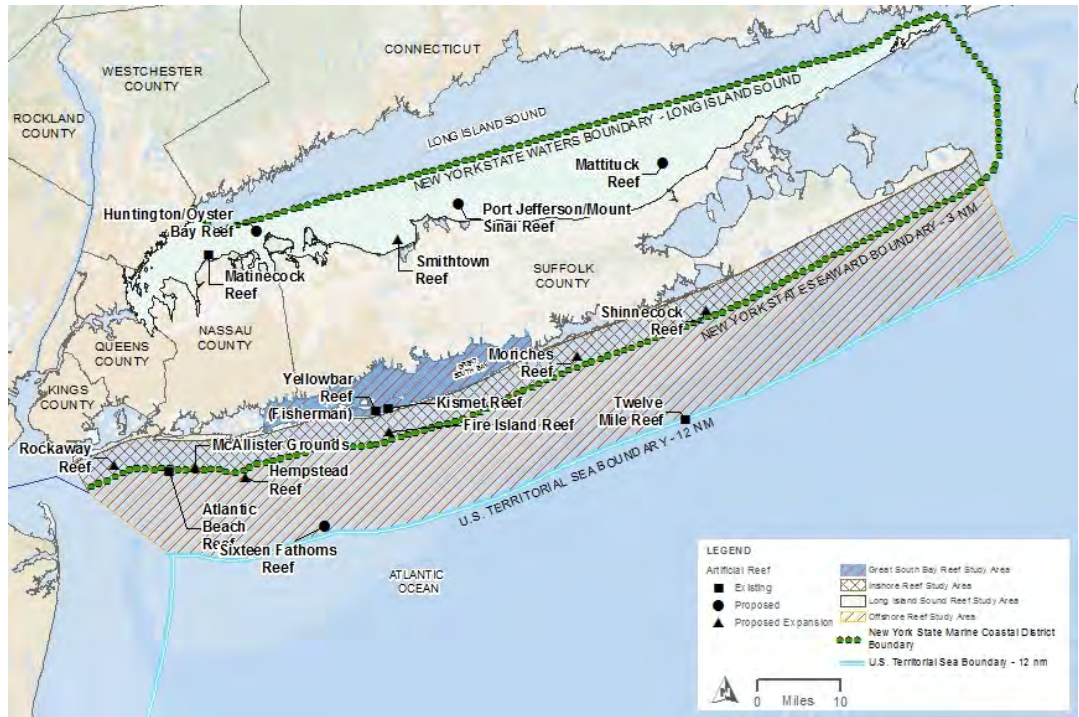 CONNECTICUT
WESTCHESTER
COUNTY
ROCKLAND
COUNTY
LONG ISLAND SOUND
NEW YORK STATE WATERS BOUNDARY - LONG ISLAND SOUND
Mattituck
Reef
Huntington/Oyster
Bay Reef
Port Jefferson/Mount
Sinai Reef
Smithtown
Reef
Matinecock
Reef
SUFFOLK
COUNTY
NASSAU
COUNTY
QUEENS
COUNTY
KINGS
COUNTY
Shinnecock
Reef
NEW YORK STATE SEAWARD BOUNDARY - 3 NM
Moriches
Reef
GREAT
SOUTH BAY
Yellowbar
Reef
(Fisherman)
Kismet Reef
Fire Island Reef
Twelve
Mile Reef
McAllister Grounds
Rockaway
Reef
Hempstead
Reef
U.S. TERRITORIAL SEA BOUNDARY - 12 NM
Atlantic
Beach
Reef
Sixteen Fathoms
Reef
ATLANTIC
OCEAN
LEGEND
Artificial Reef
Existing
Proposed
Proposed Expansion
Great South Bay Reef Study Area
Inshore Reef Study Area
Long Island Sound Reef Study Area
Offshore Reef Study Area
New York State Marine Coastal District
Boundary
U.S. Territorial Sea Boundary - 12 nm
0 Miles 10